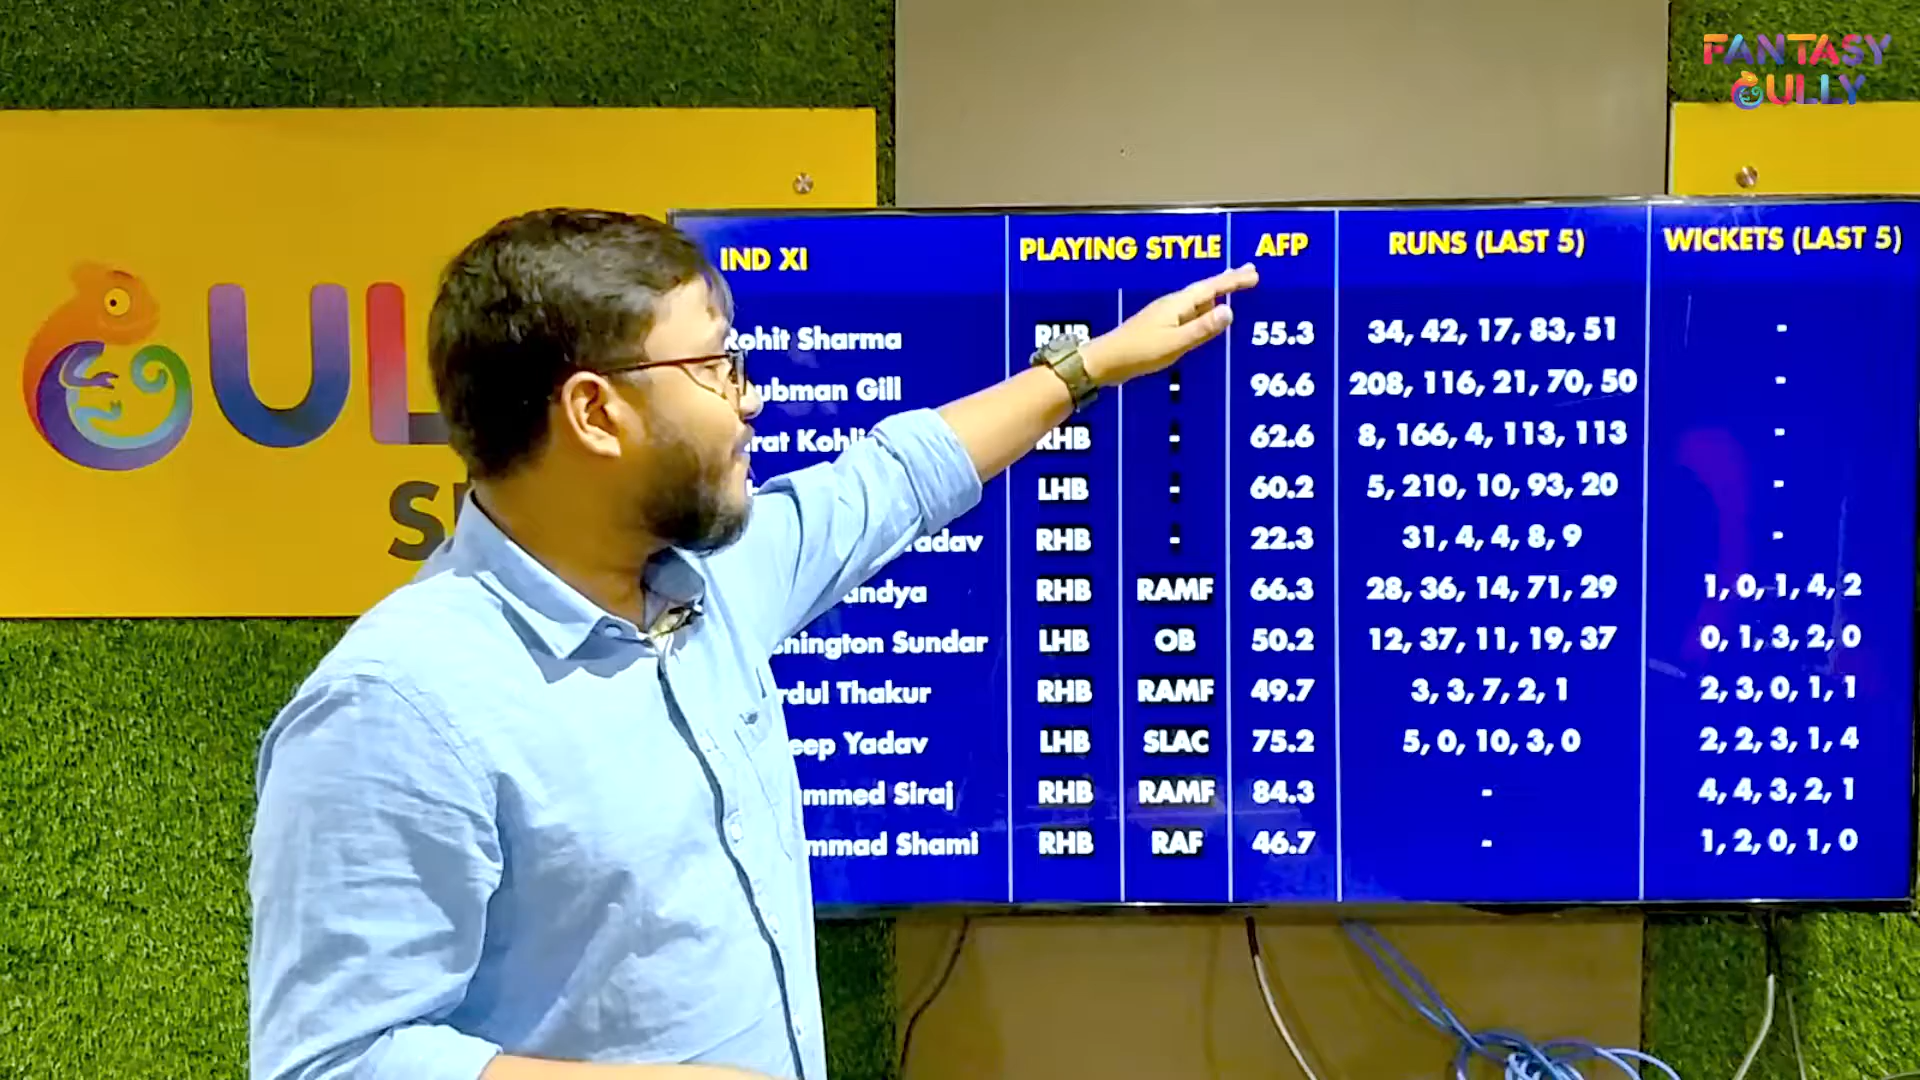 FANTASY
GULLY
UL
IND XI PLAYING STYLE AFP RUNS (LAST 5) WICKETS (LAST 5)
Rohit Sharma RHB 55.3 34, 42, 17, 83, 51 -
ubman Gill - 96.6 208, 116, 21, 70, 50 -
rat Kohli RHB - 62.6 8, 166, 4, 113, 113 -
LHB - 60.2 5, 210, 10, 93, 20 -
adav RHB - 22.3 31, 4, 4, 8, 9 -
andya RHB RAMF 66.3 28, 36, 14, 71, 29 1, 0, 1, 4, 2
hington Sundar LHB OB 50.2 12, 37, 11, 19, 37 0, 1, 3, 2, 0
rdul Thakur RHB RAMF 49.7 3, 3, 7, 2, 1 2, 3, 0, 1, 1
eep Yadav LHB SLAC 75.2 5, 0, 10, 3, 0 2, 2, 3, 1, 4
mmed Siraj RHB RAMF 84.3 - 4, 4, 3, 2, 1
mmad Shami RHB RAF 46.7 - 1, 2, 0, 1, 0